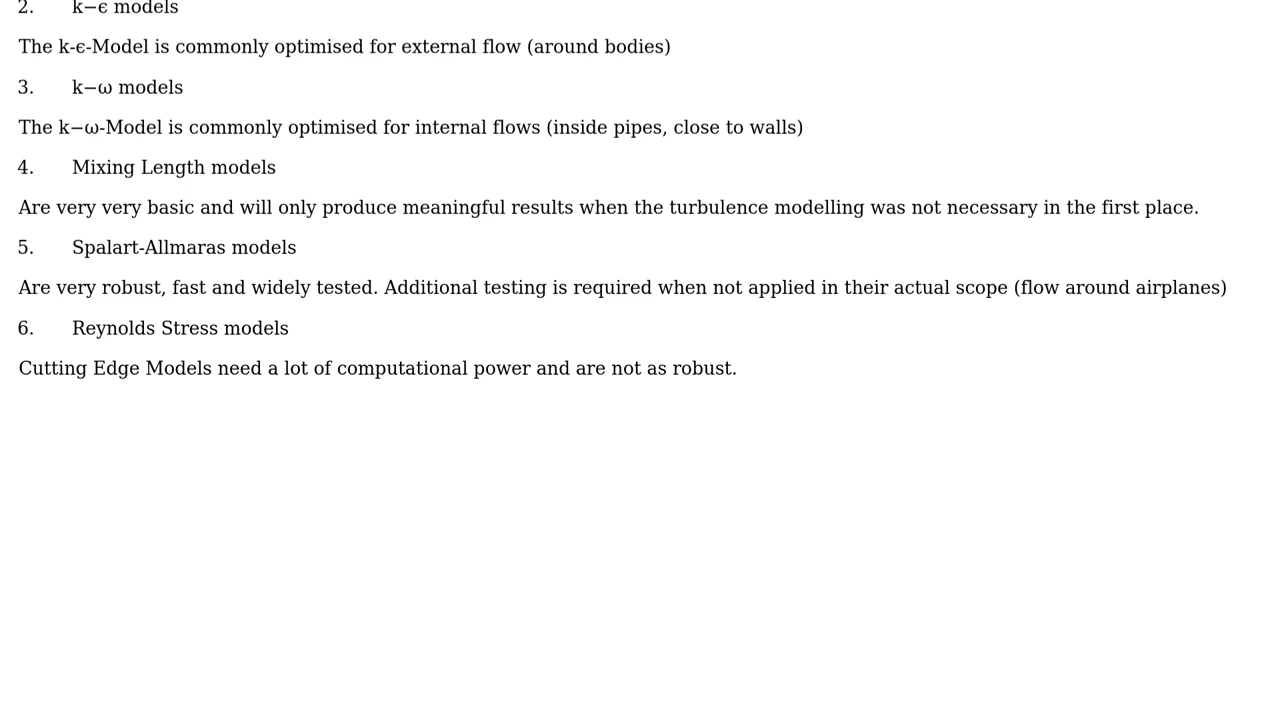 2. k−ϵ models
The k-ϵ-Model is commonly optimised for external flow (around bodies)
3. k−ω models
The k−ω-Model is commonly optimised for internal flows (inside pipes, close to walls)
4. Mixing Length models
Are very very basic and will only produce meaningful results when the turbulence modelling was not necessary in the first place.
5. Spalart-Allmaras models
Are very robust, fast and widely tested. Additional testing is required when not applied in their actual scope (flow around airplanes)
6. Reynolds Stress models
Cutting Edge Models need a lot of computational power and are not as robust.